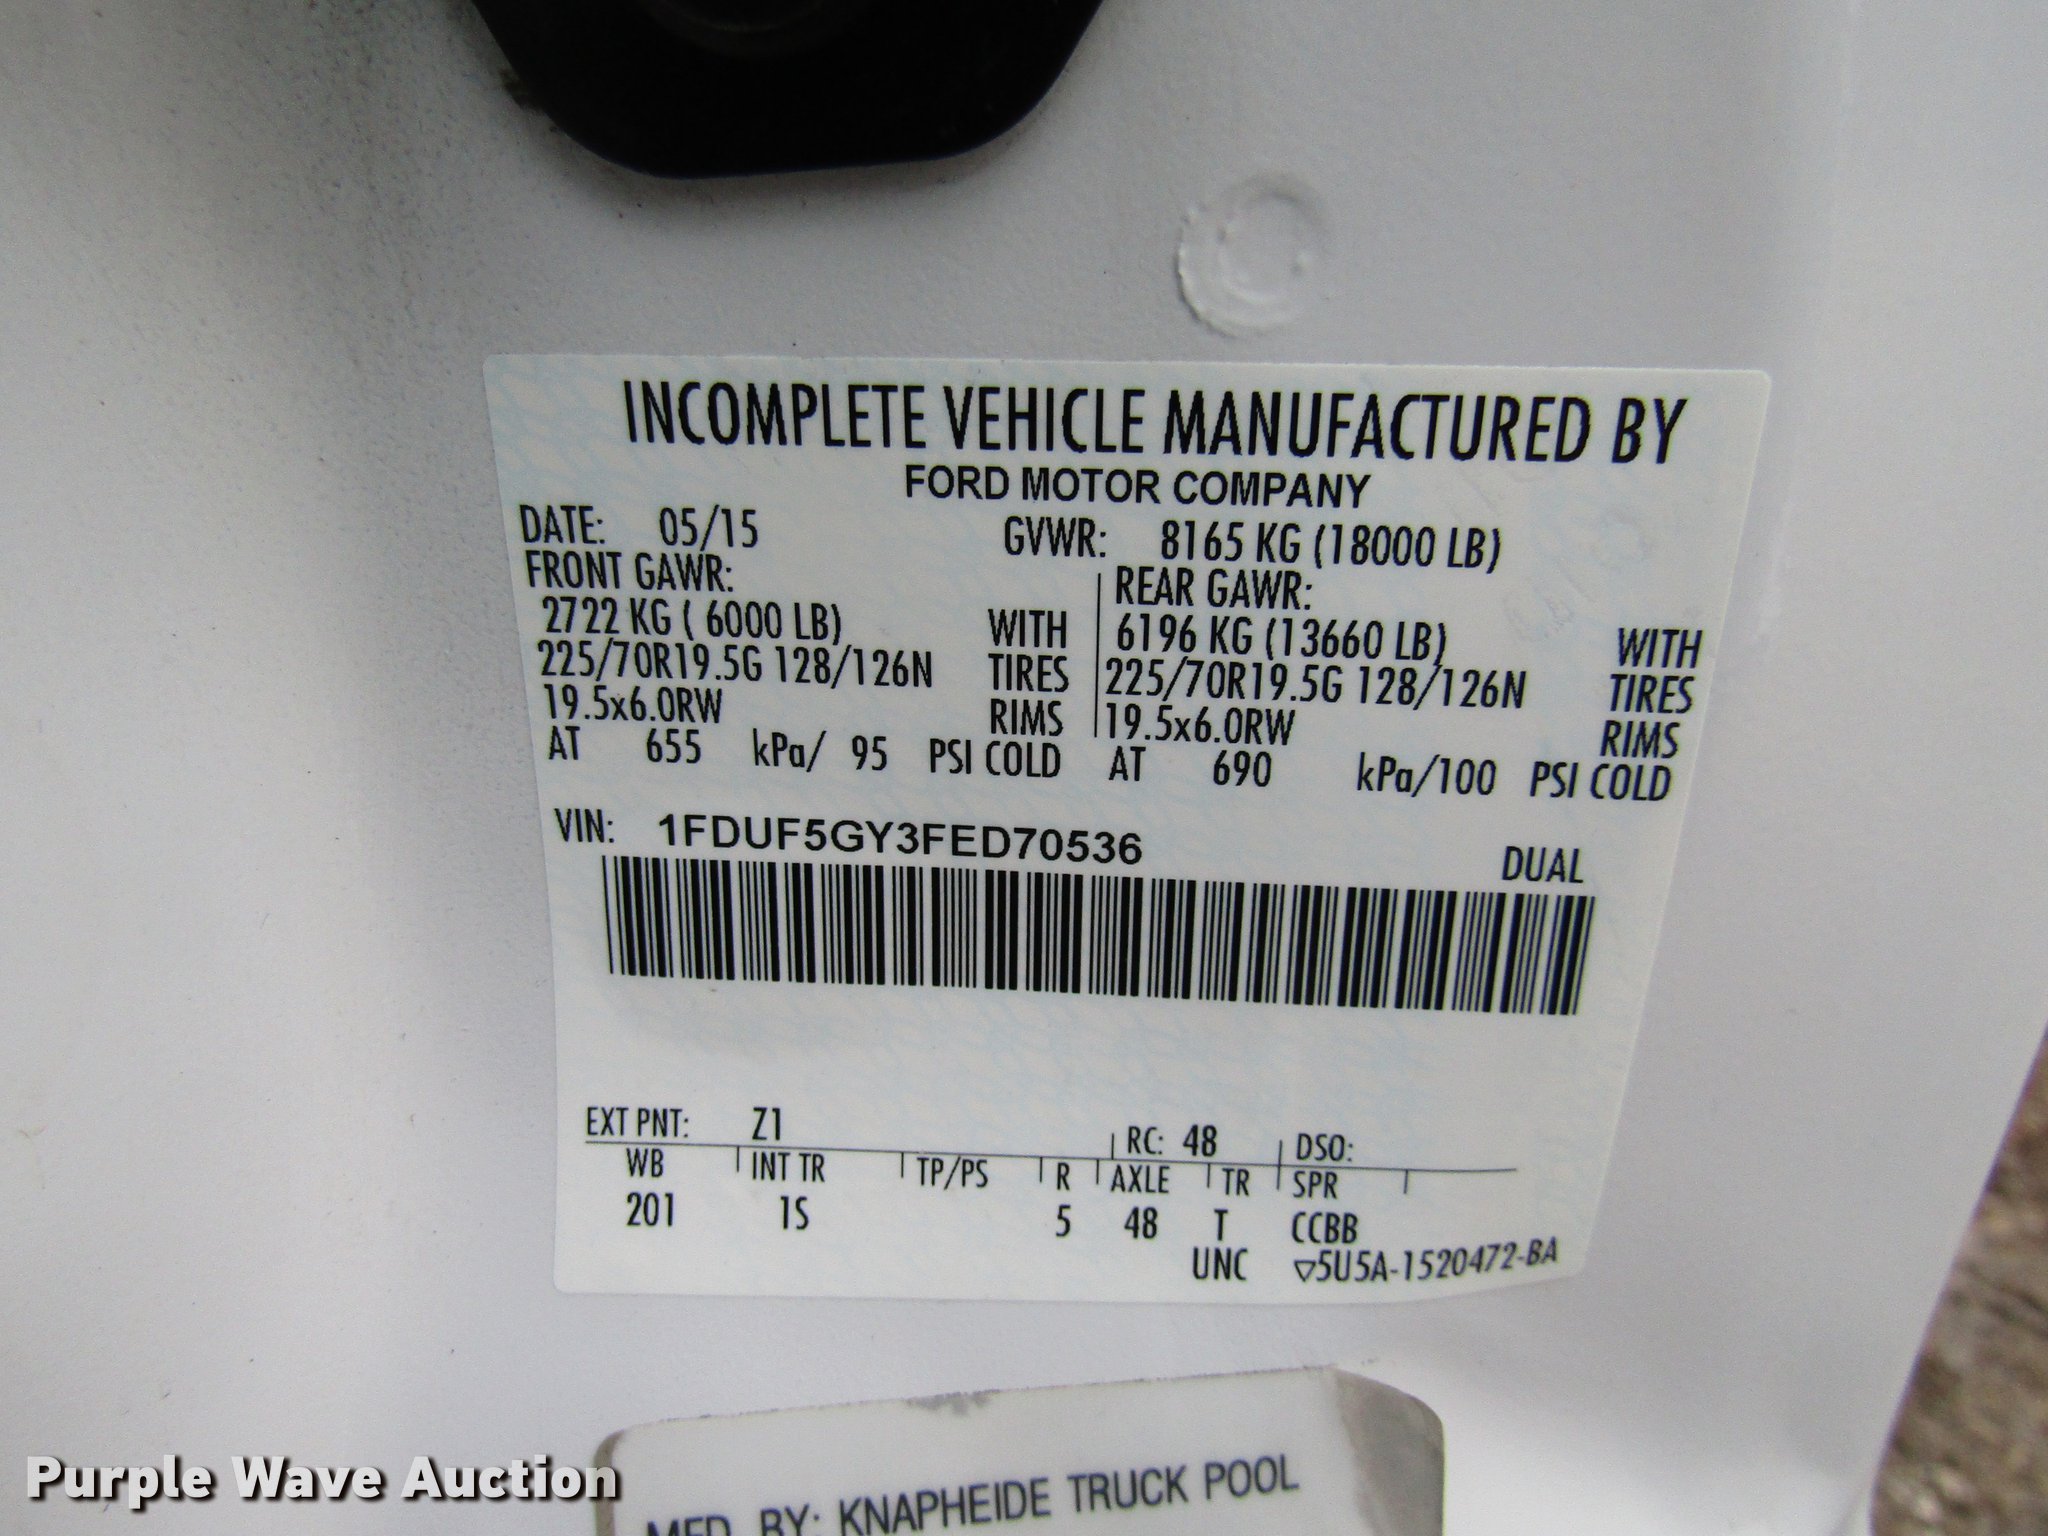 INCOMPLETE VEHICLE MANUFACTURED BY
FORD MOTOR COMPANY
DATE: 05/15 GVWR: 8165 KG (18000 LB)
FRONT GAWR: REAR GAWR:
2722 KG ( 6000 LB) WITH 6196 KG (13660 LB) WITH
225/70R19.5G 128/126N TIRES 225/70R19.5G 128/126N TIRES
19.5x6.0RW RIMS 19.5x6.0RW RIMS
AT 655 kPa/ 95 PSI COLD AT 690 kPa/100 PSI COLD
VIN: 1FDUF5GY3FED70536 DUAL
EXT PNT: Z1 RC: 48 DSO:
WB INT TR TP/PS R AXLE TR SPR
201 1S 5 48 T CCBB
UNC ▽5U5A-1520472-BA
MFD. BY: KNAPHEIDE TRUCK POOL
Purple Wave Auction